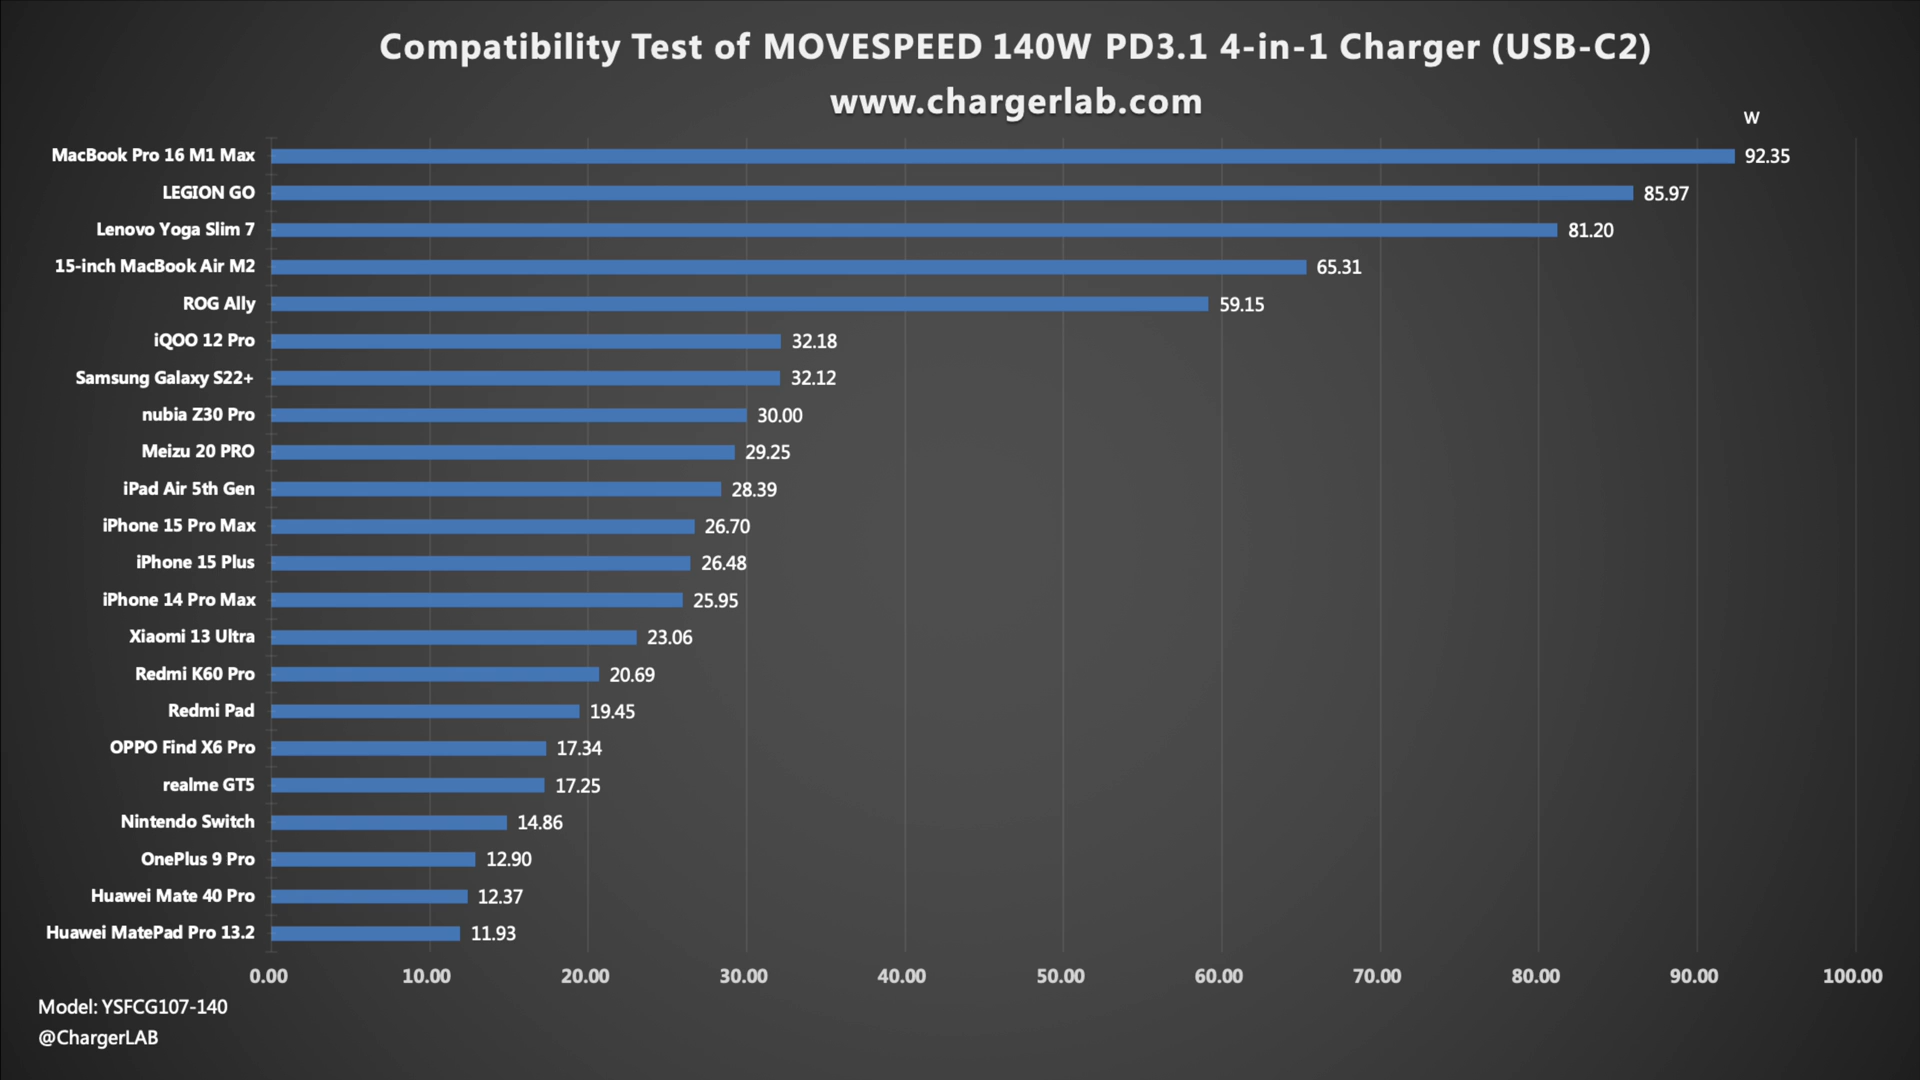 Compatibility Test of MOVESPEED 140W PD3.1 4-in-1 Charger (USB-C2)
www.chargerlab.com
W
MacBook Pro 16 M1 Max 92.35
LEGION GO 85.97
Lenovo Yoga Slim 7 81.20
15-inch MacBook Air M2 65.31
ROG Ally 59.15
iQOO 12 Pro 32.18
Samsung Galaxy S22+ 32.12
nubia Z30 Pro 30.00
Meizu 20 PRO 29.25
iPad Air 5th Gen 28.39
iPhone 15 Pro Max 26.70
iPhone 15 Plus 26.48
iPhone 14 Pro Max 25.95
Xiaomi 13 Ultra 23.06
Redmi K60 Pro 20.69
Redmi Pad 19.45
OPPO Find X6 Pro 17.34
realme GT5 17.25
Nintendo Switch 14.86
OnePlus 9 Pro 12.90
Huawei Mate 40 Pro 12.37
Huawei MatePad Pro 13.2 11.93
0.00 10.00 20.00 30.00 40.00 50.00 60.00 70.00 80.00 90.00 100.00
Model: YSFCG107-140
@ChargerLAB